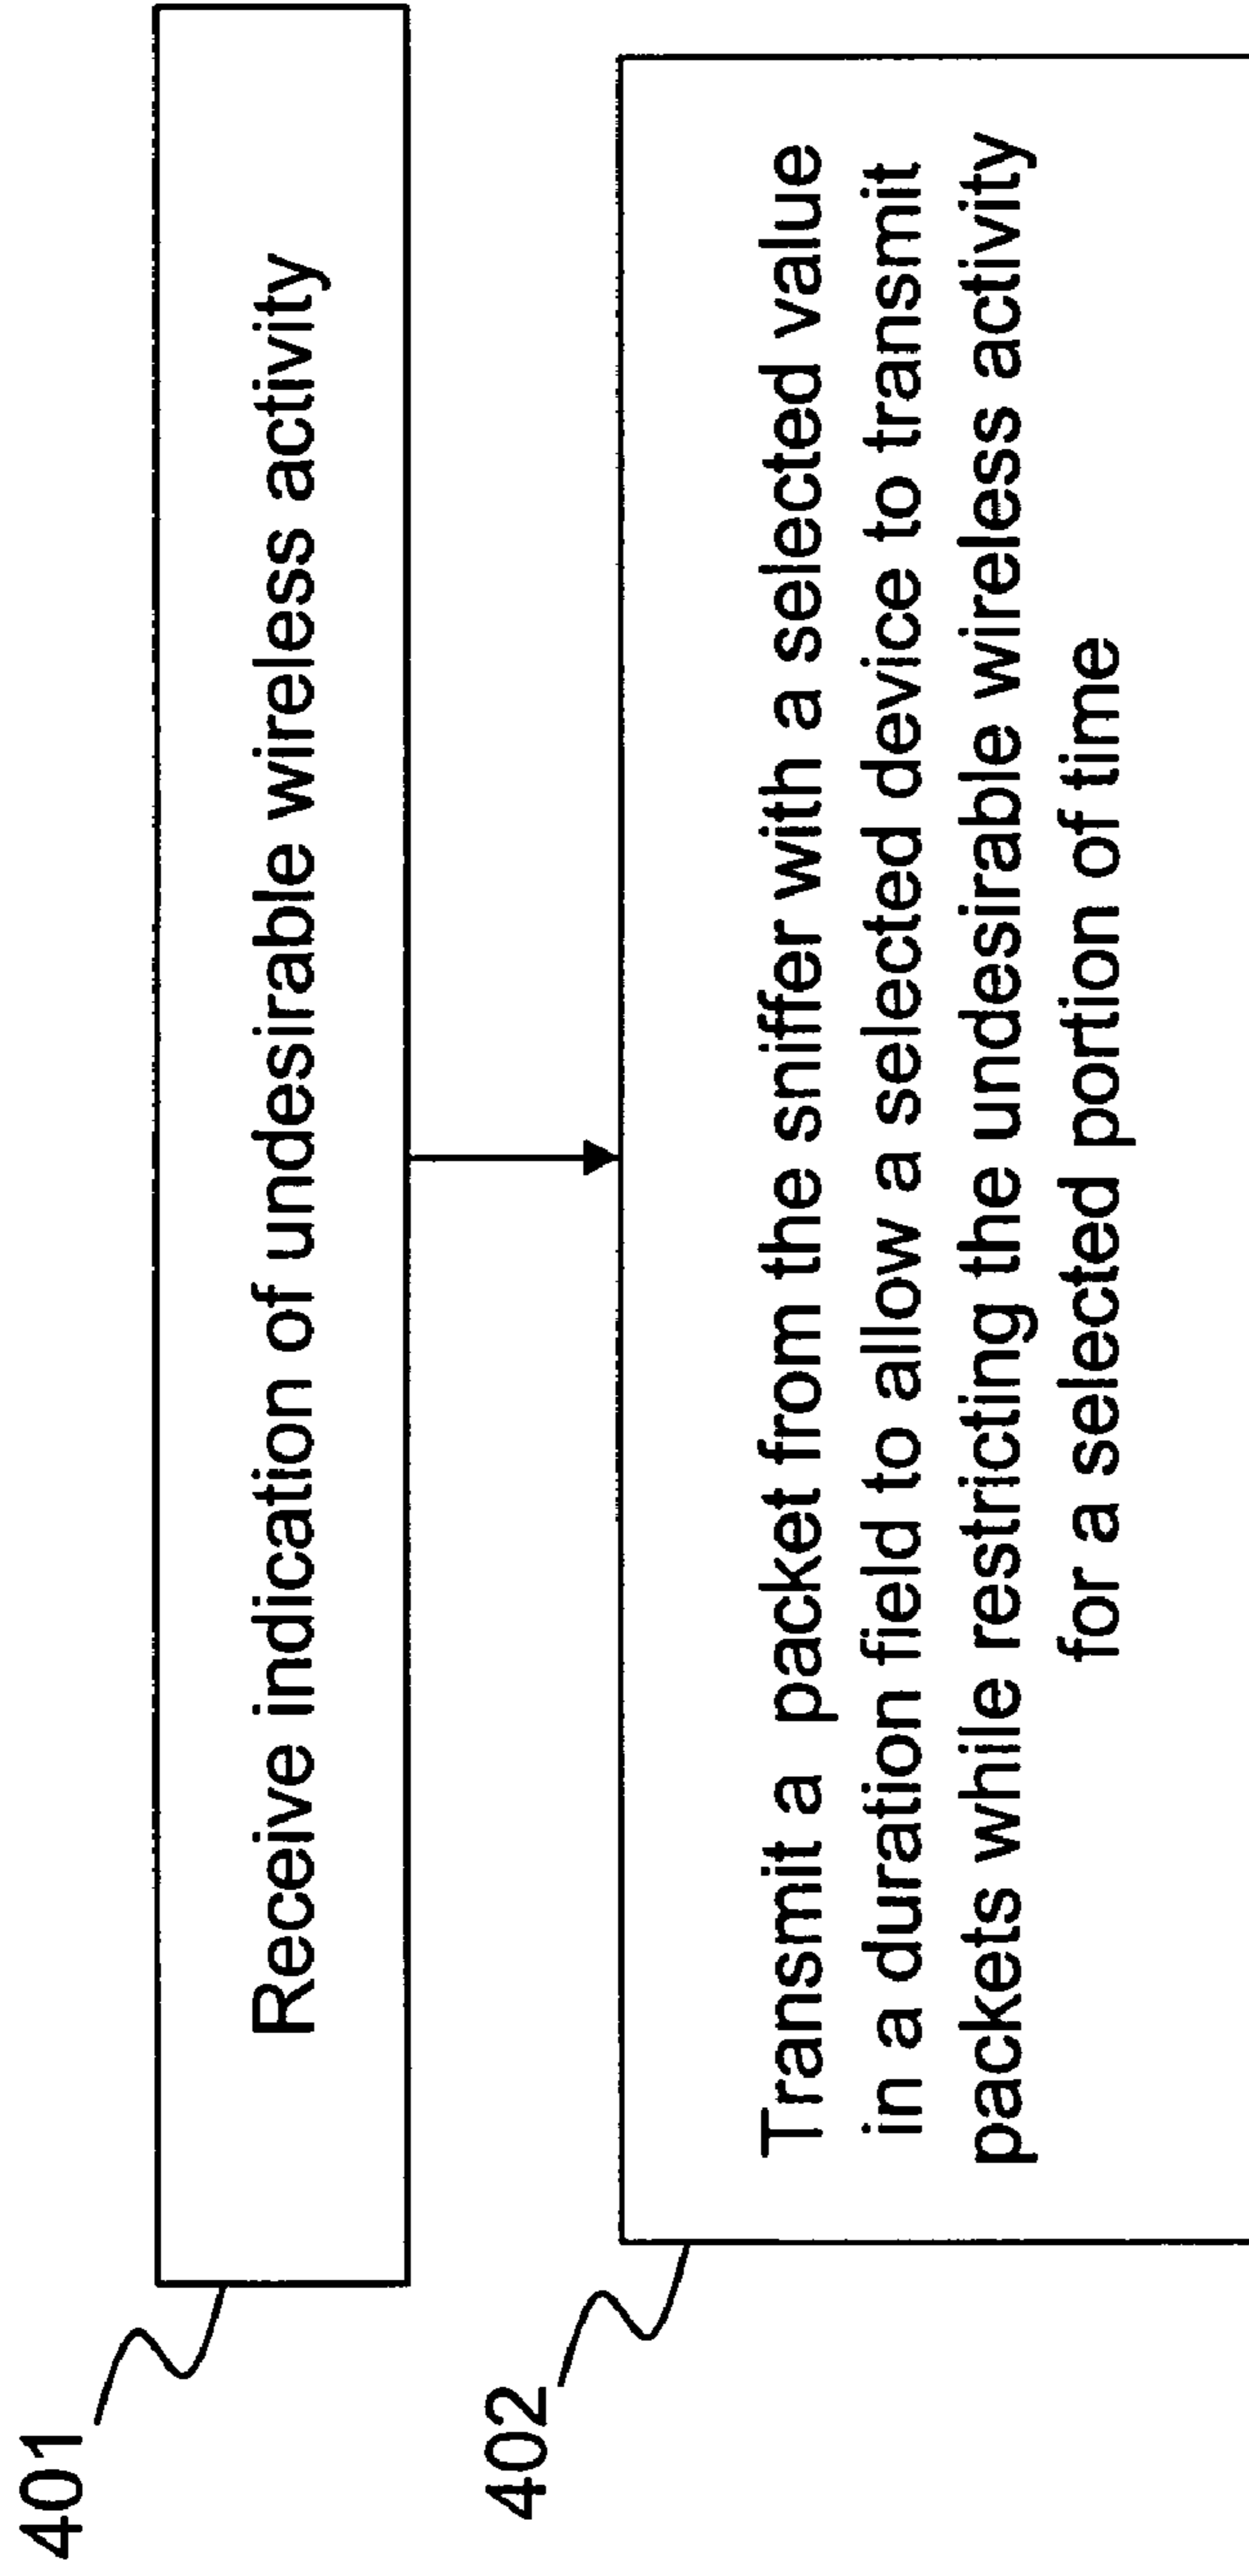 401
Receive indication of undesirable wireless activity
402
Transmit a packet from the sniffer with a selected value
in a duration field to allow a selected device to transmit
packets while restricting the undesirable wireless activity
for a selected portion of time